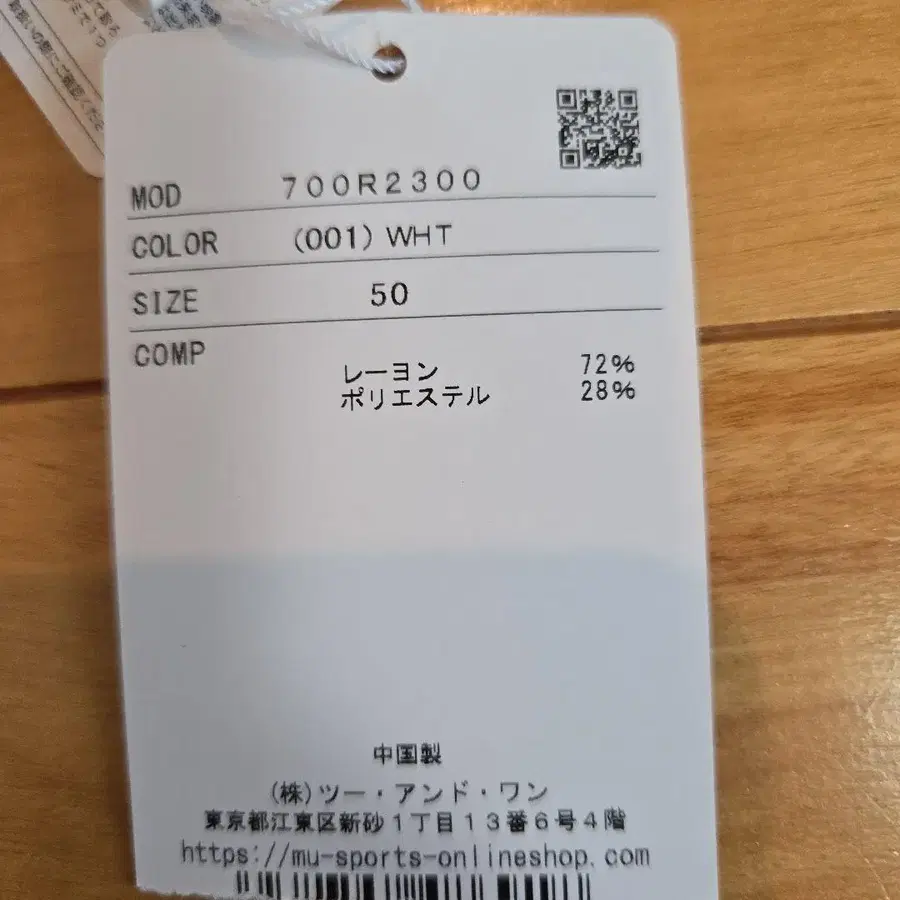 MOD ７００Ｒ２３００
COLOR (001) WHT
SIZE 50
COMP
レーヨン 72%
ポリエステル 28%
中国製
(株)ツー・アンド・ワン
東京都江東区新砂１丁目１３番６号４階
https://mu-sports-onlineshop.com